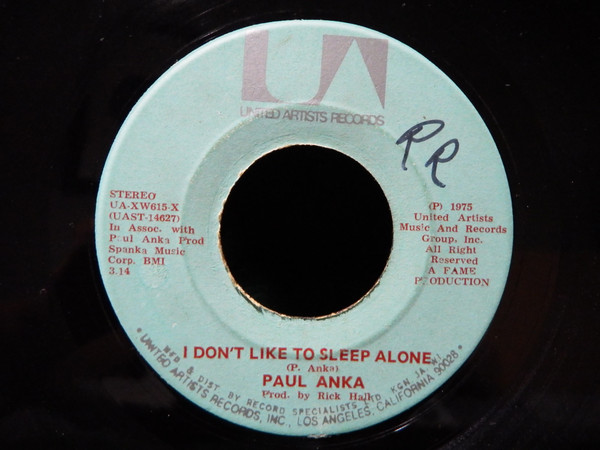 UA
UNITED ARTISTS RECORDS
RR
STEREO
UA-XW615-X
(UAST-14627)
In Assoc. with
Paul Anka Prod
Spanka Music
Corp. BMI
3.14
(P) 1975
United Artists
Music and Records
Group, Inc.
All Right
Reserved
A FAME
PRODUCTION
I DON'T LIKE TO SLEEP ALONE
(P. Anka)
PAUL ANKA
Prod. by Rick Hall
MFD & DIST. BY RECORD SPECIALISTS KGN JA, WI
UNITED ARTISTS RECORDS, INC., LOS ANGELES, CALIFORNIA 90028